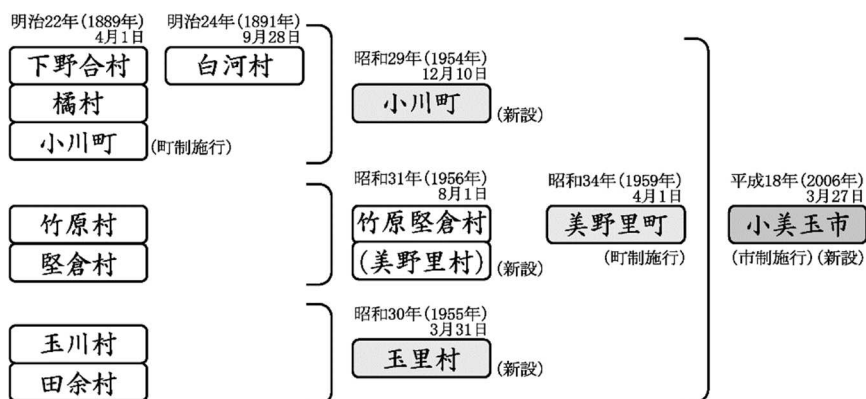 明治22年(1889年)
4月1日
下野合村
橘村
小川町
(町制施行)
明治24年(1891年)
9月28日
白河村
昭和29年(1954年)
12月10日
小川町
(新設)
竹原村
堅倉村
昭和31年(1956年)
8月1日
竹原堅倉村
(美野里村)
(新設)
昭和34年(1959年)
4月1日
美野里町
(町制施行)
玉川村
田余村
昭和30年(1955年)
3月31日
玉里村
(新設)
平成18年(2006年)
3月27日
小美玉市
(市制施行)(新設)